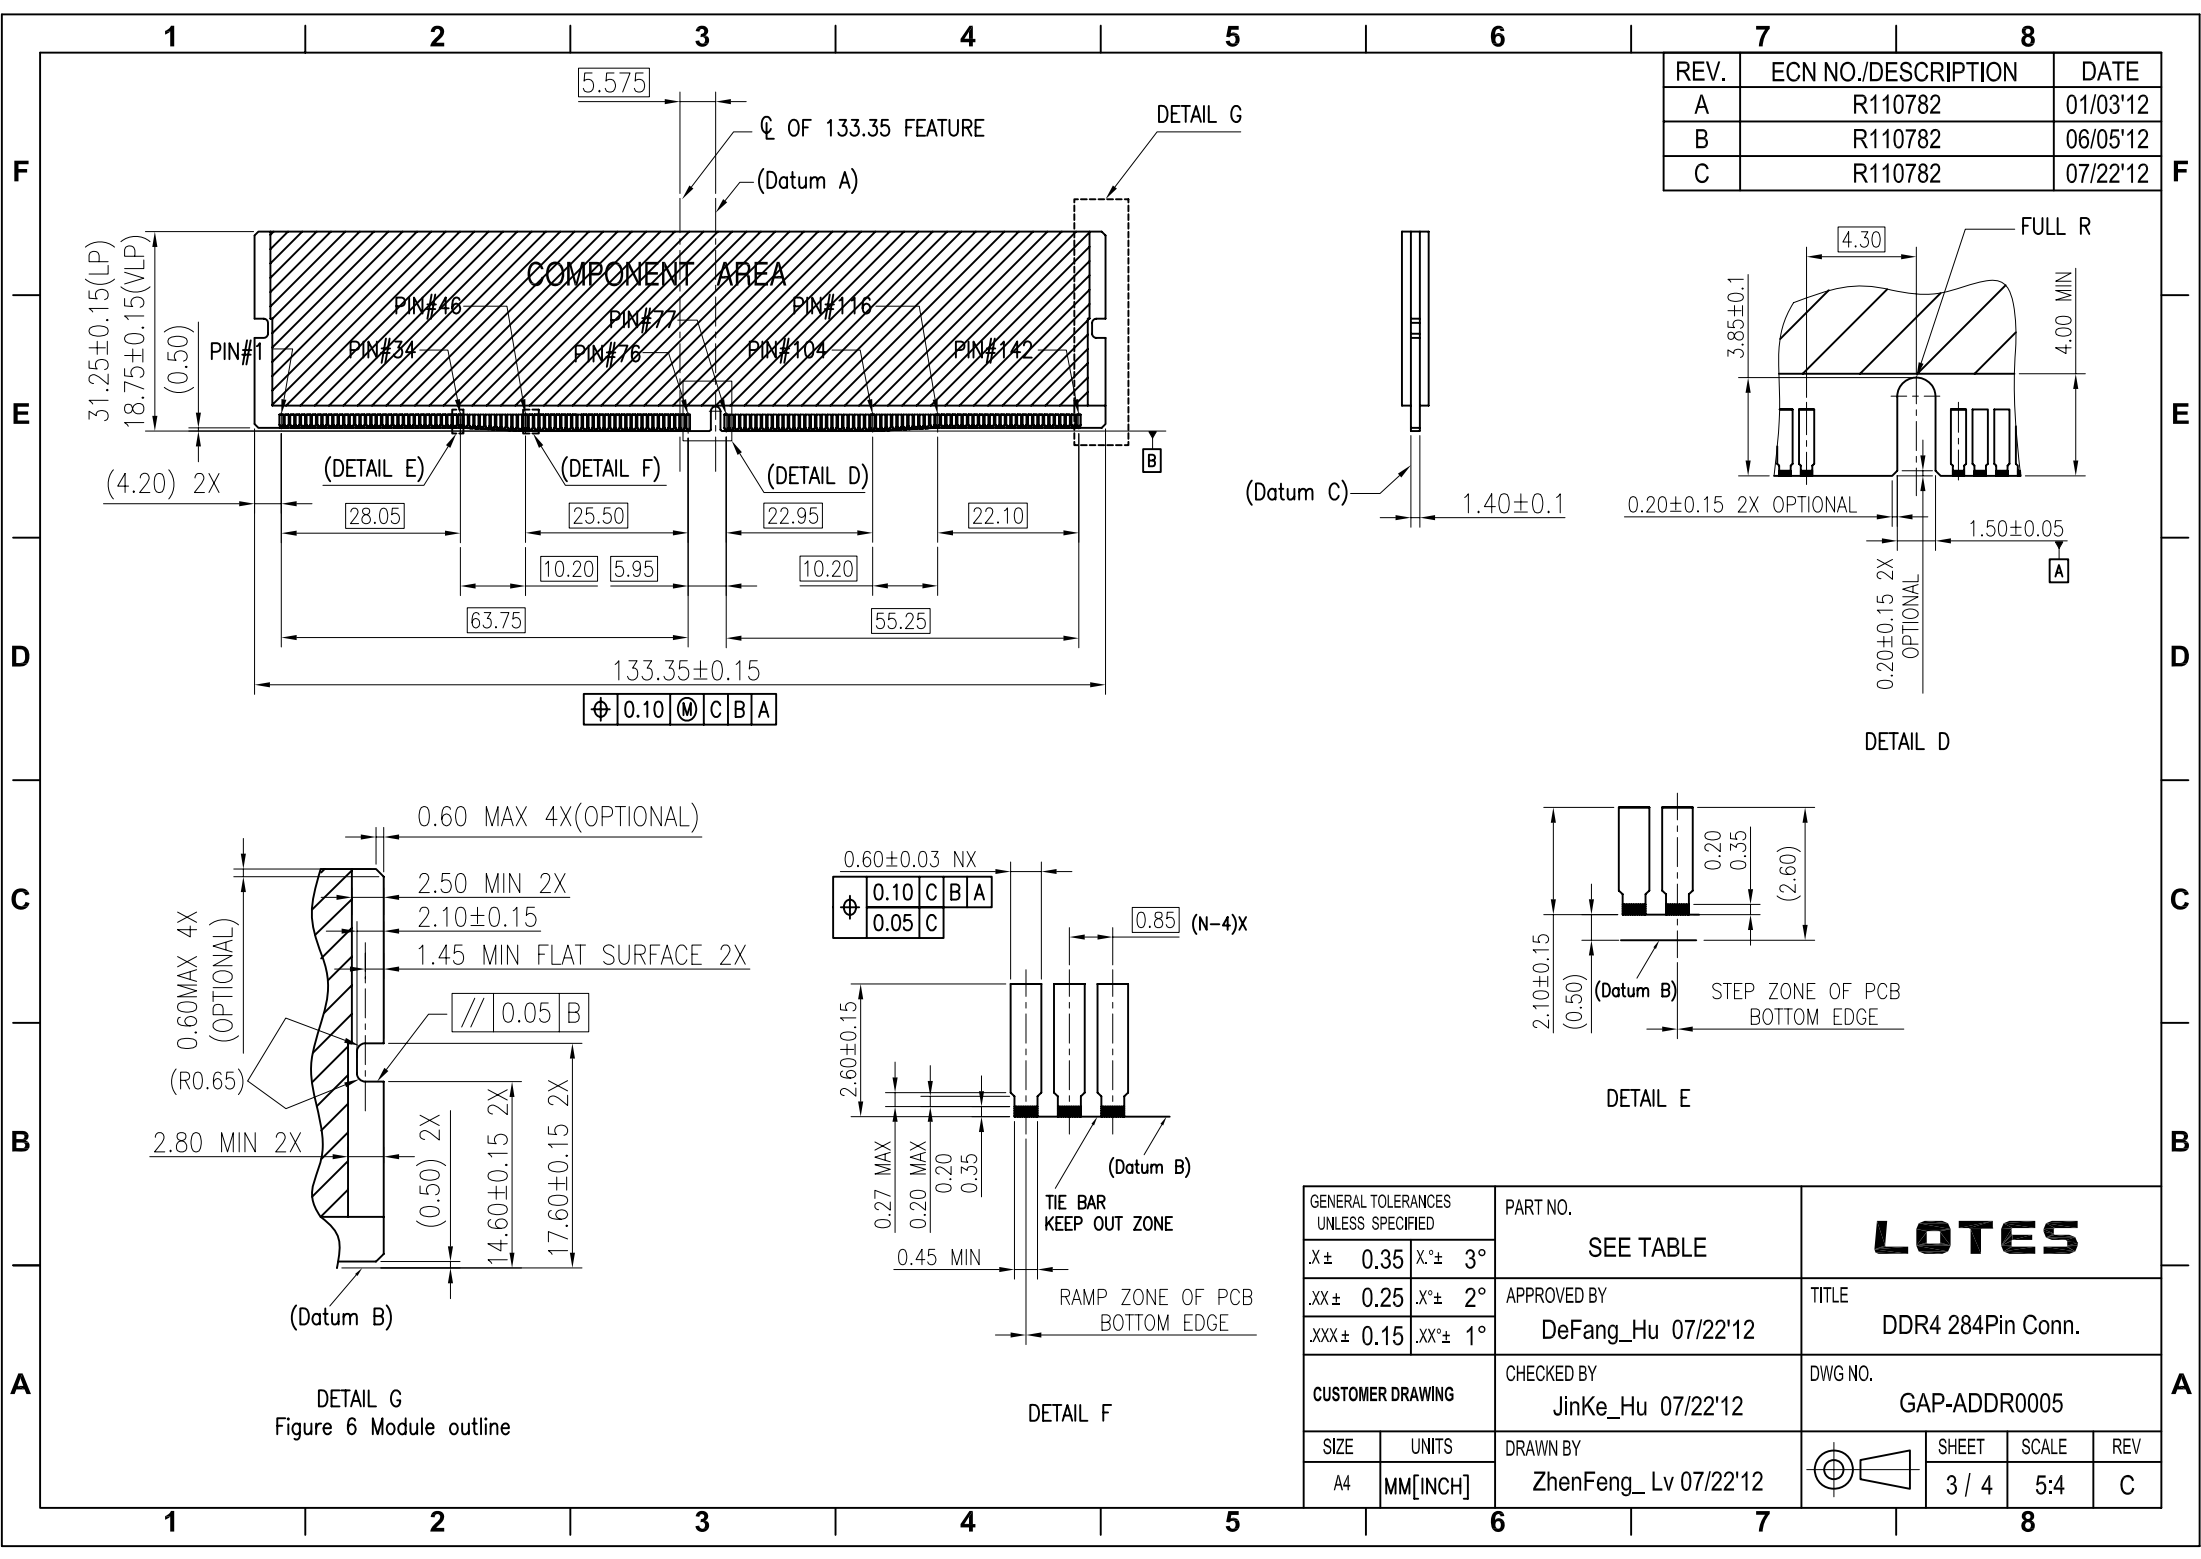 1 2 3 4 5 6 7 8
F E D C B A
REV. ECN NO./DESCRIPTION DATE
A R110782 01/03'12
B R110782 06/05'12
C R110782 07/22'12
5.575
℄ OF 133.35 FEATURE
(Datum A)
DETAIL G
31.25±0.15(LP)
18.75±0.15(VLP)
(0.50)
COMPONENT AREA
PIN#46
PIN#77
PIN#116
PIN#1
PIN#34
PIN#76
PIN#104
PIN#142
(DETAIL E)
(DETAIL F)
(DETAIL D)
B
(4.20) 2X
28.05
25.50
22.95
22.10
10.20
5.95
10.20
63.75
55.25
133.35±0.15
⌖ 0.10 Ⓜ C B A
(Datum C)
1.40±0.1
4.30
FULL R
3.85±0.1
4.00 MIN
0.20±0.15 2X OPTIONAL
1.50±0.05
A
0.20±0.15 2X
OPTIONAL
DETAIL D
0.60 MAX 4X(OPTIONAL)
2.50 MIN 2X
2.10±0.15
1.45 MIN FLAT SURFACE 2X
0.60MAX 4X
(OPTIONAL)
// 0.05 B
(R0.65)
2.80 MIN 2X
(0.50) 2X
14.60±0.15 2X
17.60±0.15 2X
(Datum B)
DETAIL G
Figure 6 Module outline
0.60±0.03 NX
⌖ 0.10 C B A
0.05 C
0.85 (N-4)X
2.60±0.15
0.27 MAX
0.20 MAX
0.20
0.35
(Datum B)
TIE BAR
KEEP OUT ZONE
0.45 MIN
RAMP ZONE OF PCB
BOTTOM EDGE
DETAIL F
0.20
0.35
(2.60)
2.10±0.15
(0.50)
(Datum B)
STEP ZONE OF PCB
BOTTOM EDGE
DETAIL E
GENERAL TOLERANCES
UNLESS SPECIFIED
.X± 0.35 X.°± 3°
.XX± 0.25 .X°± 2°
.XXX± 0.15 .XX°± 1°
CUSTOMER DRAWING
SIZE UNITS
A4 MM[INCH]
PART NO.
SEE TABLE
APPROVED BY
DeFang_Hu 07/22'12
CHECKED BY
JinKe_Hu 07/22'12
DRAWN BY
ZhenFeng_ Lv 07/22'12
LOTES
TITLE
DDR4 284Pin Conn.
DWG NO.
GAP-ADDR0005
SHEET SCALE REV
3 / 4 5:4 C
F E D C B A
1 2 3 4 5 6 7 8